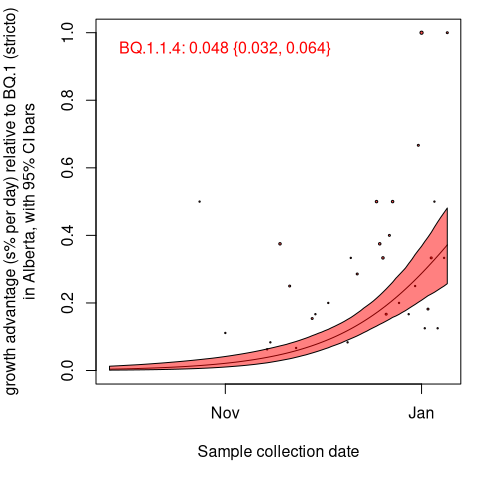 growth advantage (s% per day) relative to BQ.1 (stricto)
in Alberta, with 95% CI bars
BQ.1.1.4: 0.048 {0.032, 0.064}
1.0
0.8
0.6
0.4
0.2
0.0
Nov Jan
Sample collection date